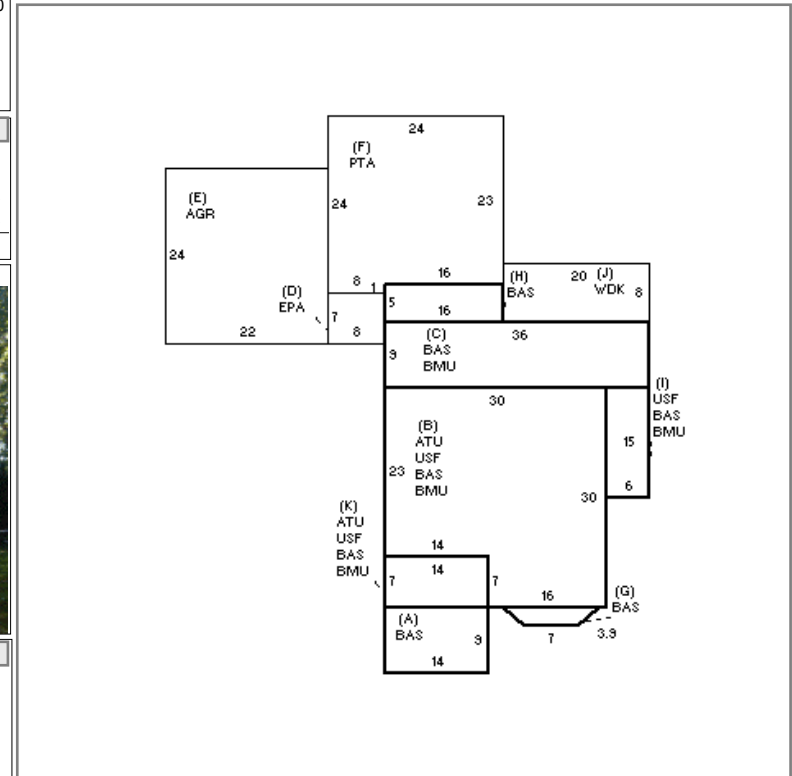 24
(F)
PTA
(E)
AGR
24
23
24
8
1
16
(H)
BAS
20
(J)
WDK
8
(D)
EPA
7
5
16
22
8
(C)
BAS
BMU
36
9
30
(I)
USF
BAS
BMU
(B)
ATU
USF
BAS
BMU
15
23
6
30
(K)
ATU
USF
BAS
BMU
14
14
7
7
16
(G)
BAS
(A)
BAS
9
7
3.9
14